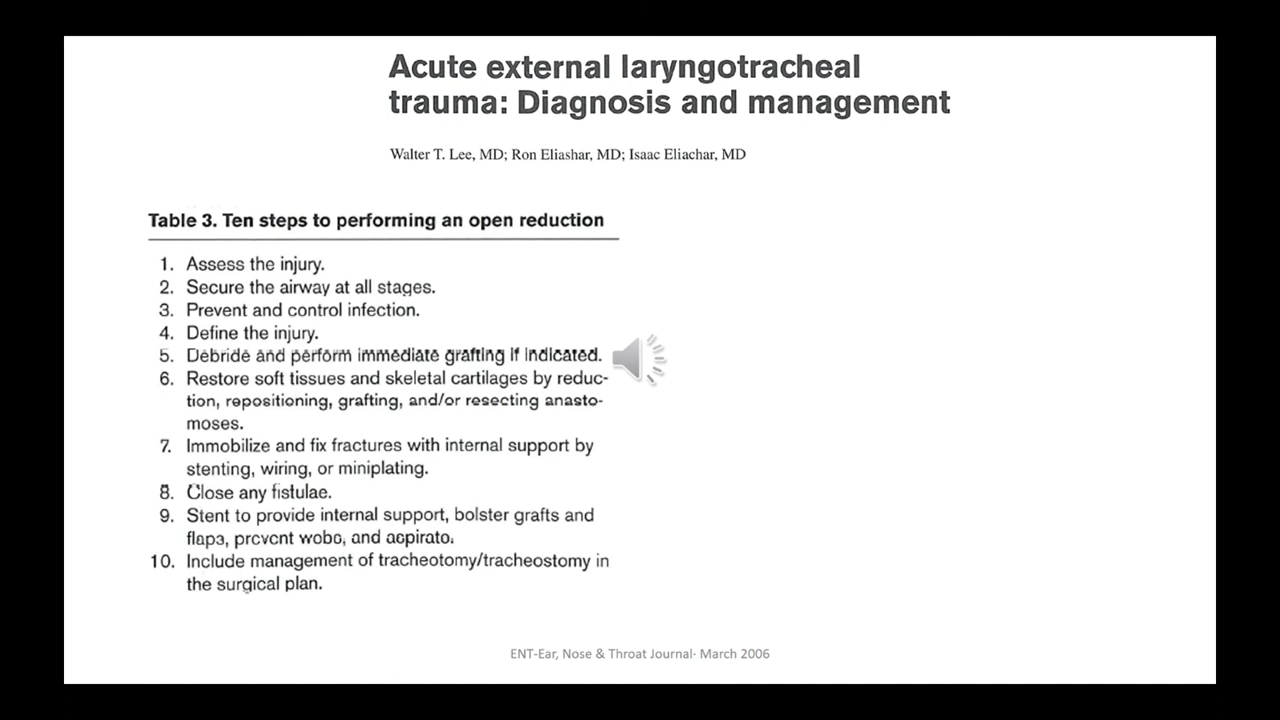 Acute external laryngotracheal
trauma: Diagnosis and management
Walter T. Lee, MD; Ron Eliashar, MD; Isaac Eliachar, MD
Table 3. Ten steps to performing an open reduction
1. Assess the injury.
2. Secure the airway at all stages.
3. Prevent and control infection.
4. Define the injury.
5. Debride and perform immediate grafting if indicated.
6. Restore soft tissues and skeletal cartilages by reduc-
tion, repositioning, grafting, and/or resecting anasto-
moses.
7. Immobilize and fix fractures with internal support by
stenting, wiring, or miniplating.
8. Close any fistulae.
9. Stent to provide internal support, bolster grafts and
flaps, prevent webs, and aspirate.
10. Include management of tracheotomy/tracheostomy in
the surgical plan.
ENT-Ear, Nose & Throat Journal· March 2006